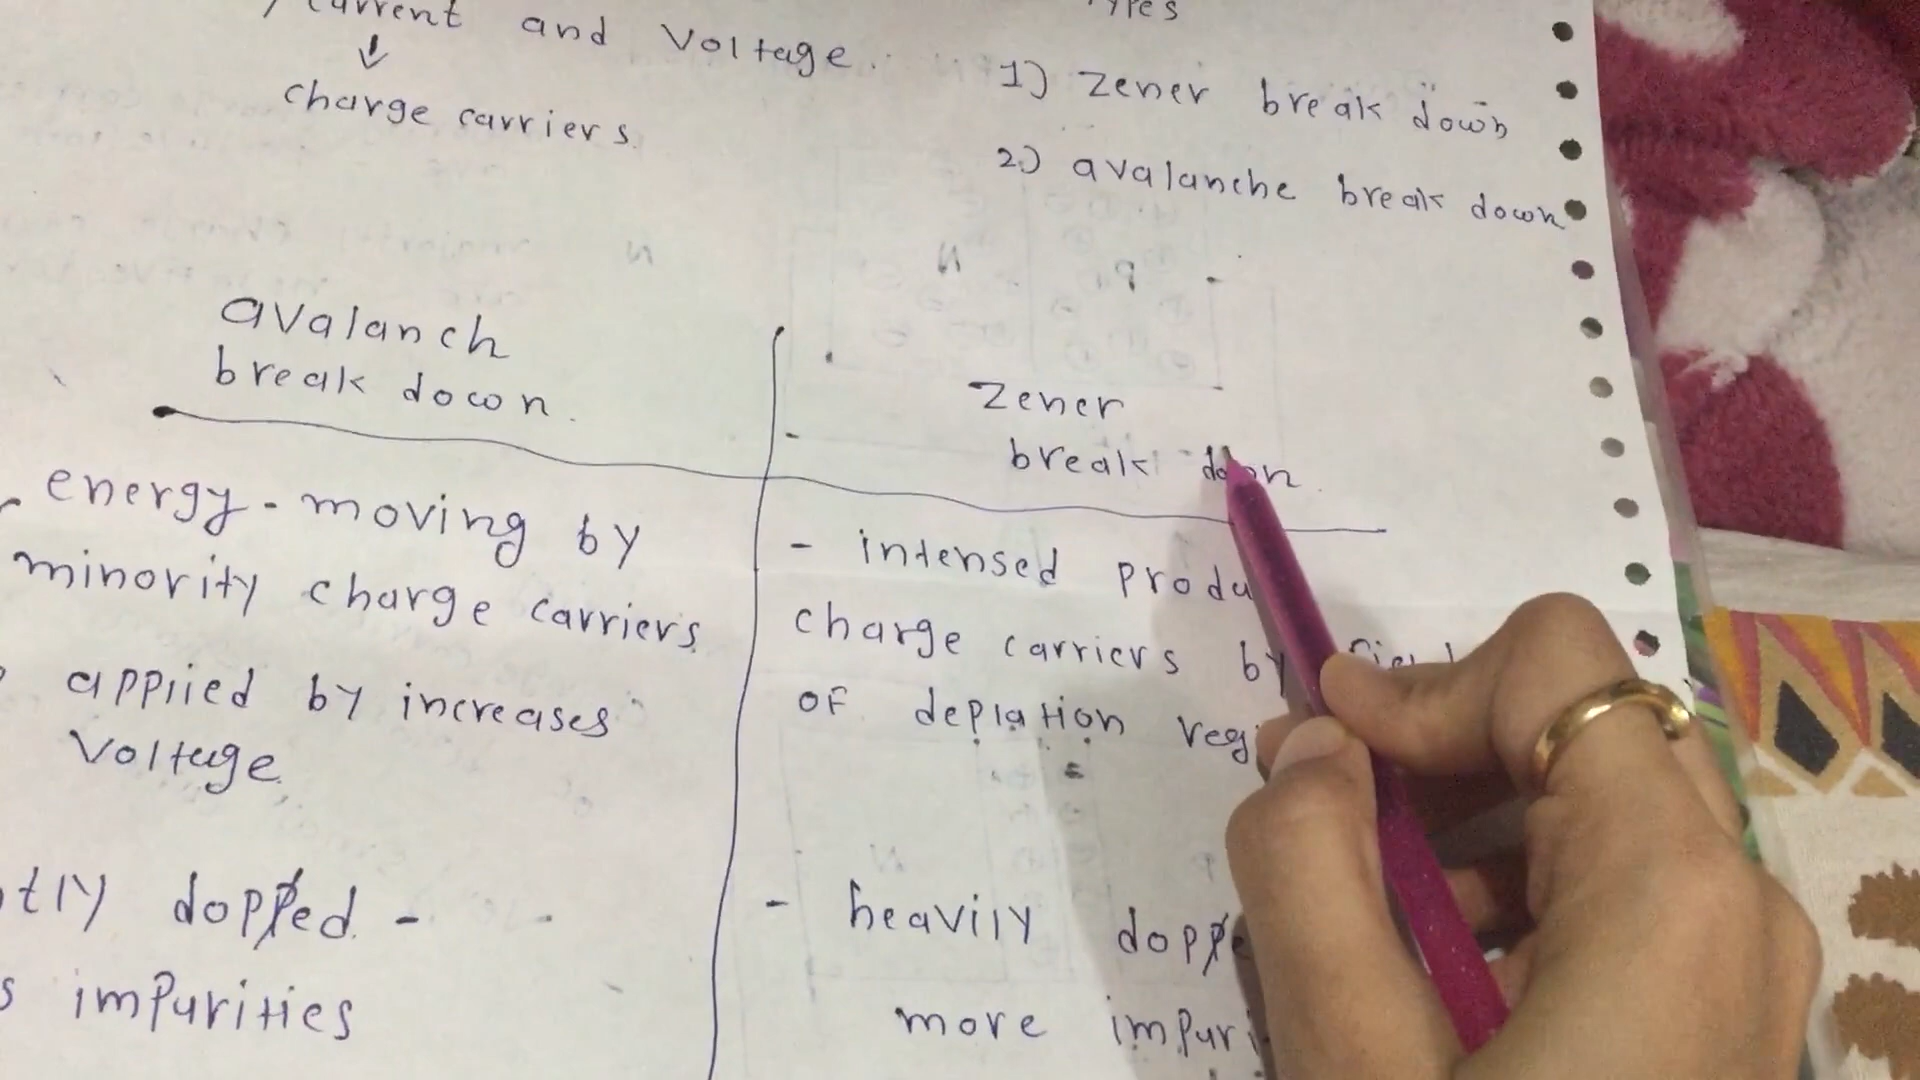 current and Voltage.
charge carriers.
1) Zener break down
2) avalanche break down
avalanch
break down.
energy - moving by
minority charge carriers.
applied by increases
Voltage.
dopped -
impurities
Zener
break down.
- intensed
charge carriers by
OF deplation
- heavily
more